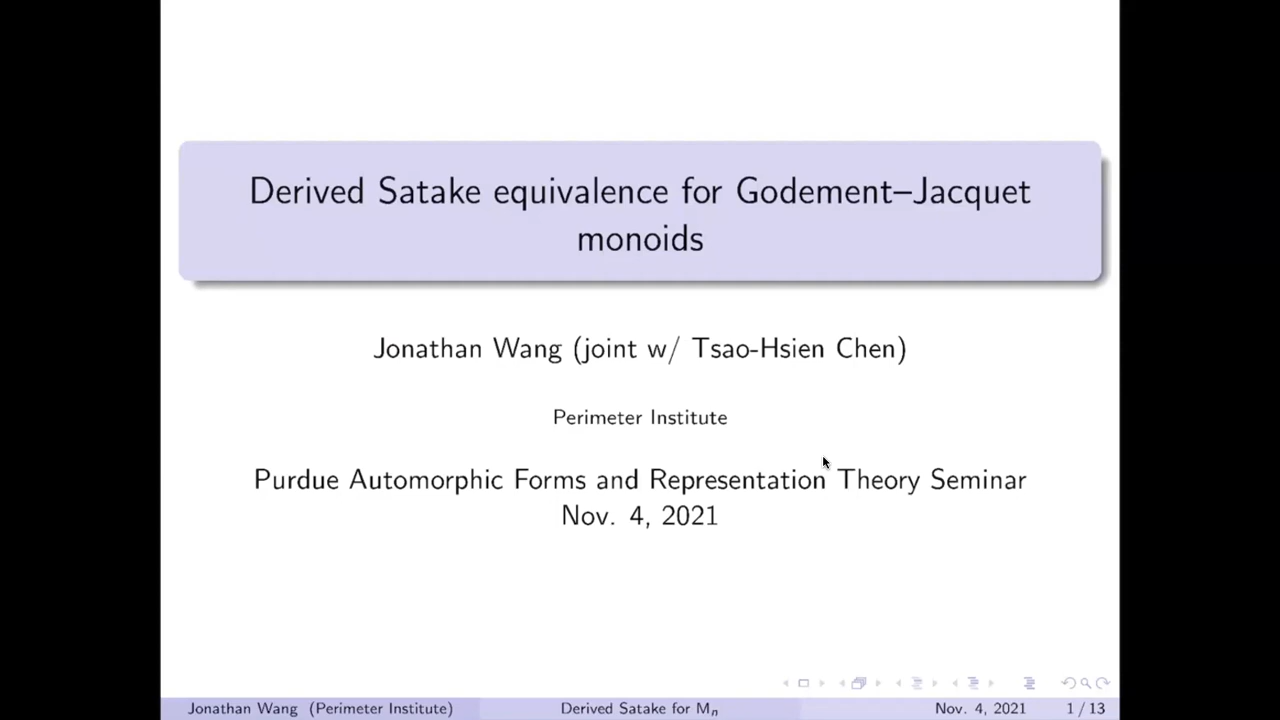 Derived Satake equivalence for Godement–Jacquet
monoids
Jonathan Wang (joint w/ Tsao-Hsien Chen)
Perimeter Institute
Purdue Automorphic Forms and Representation Theory Seminar
Nov. 4, 2021
Jonathan Wang (Perimeter Institute) Derived Satake for Mₙ Nov. 4, 2021 1 / 13